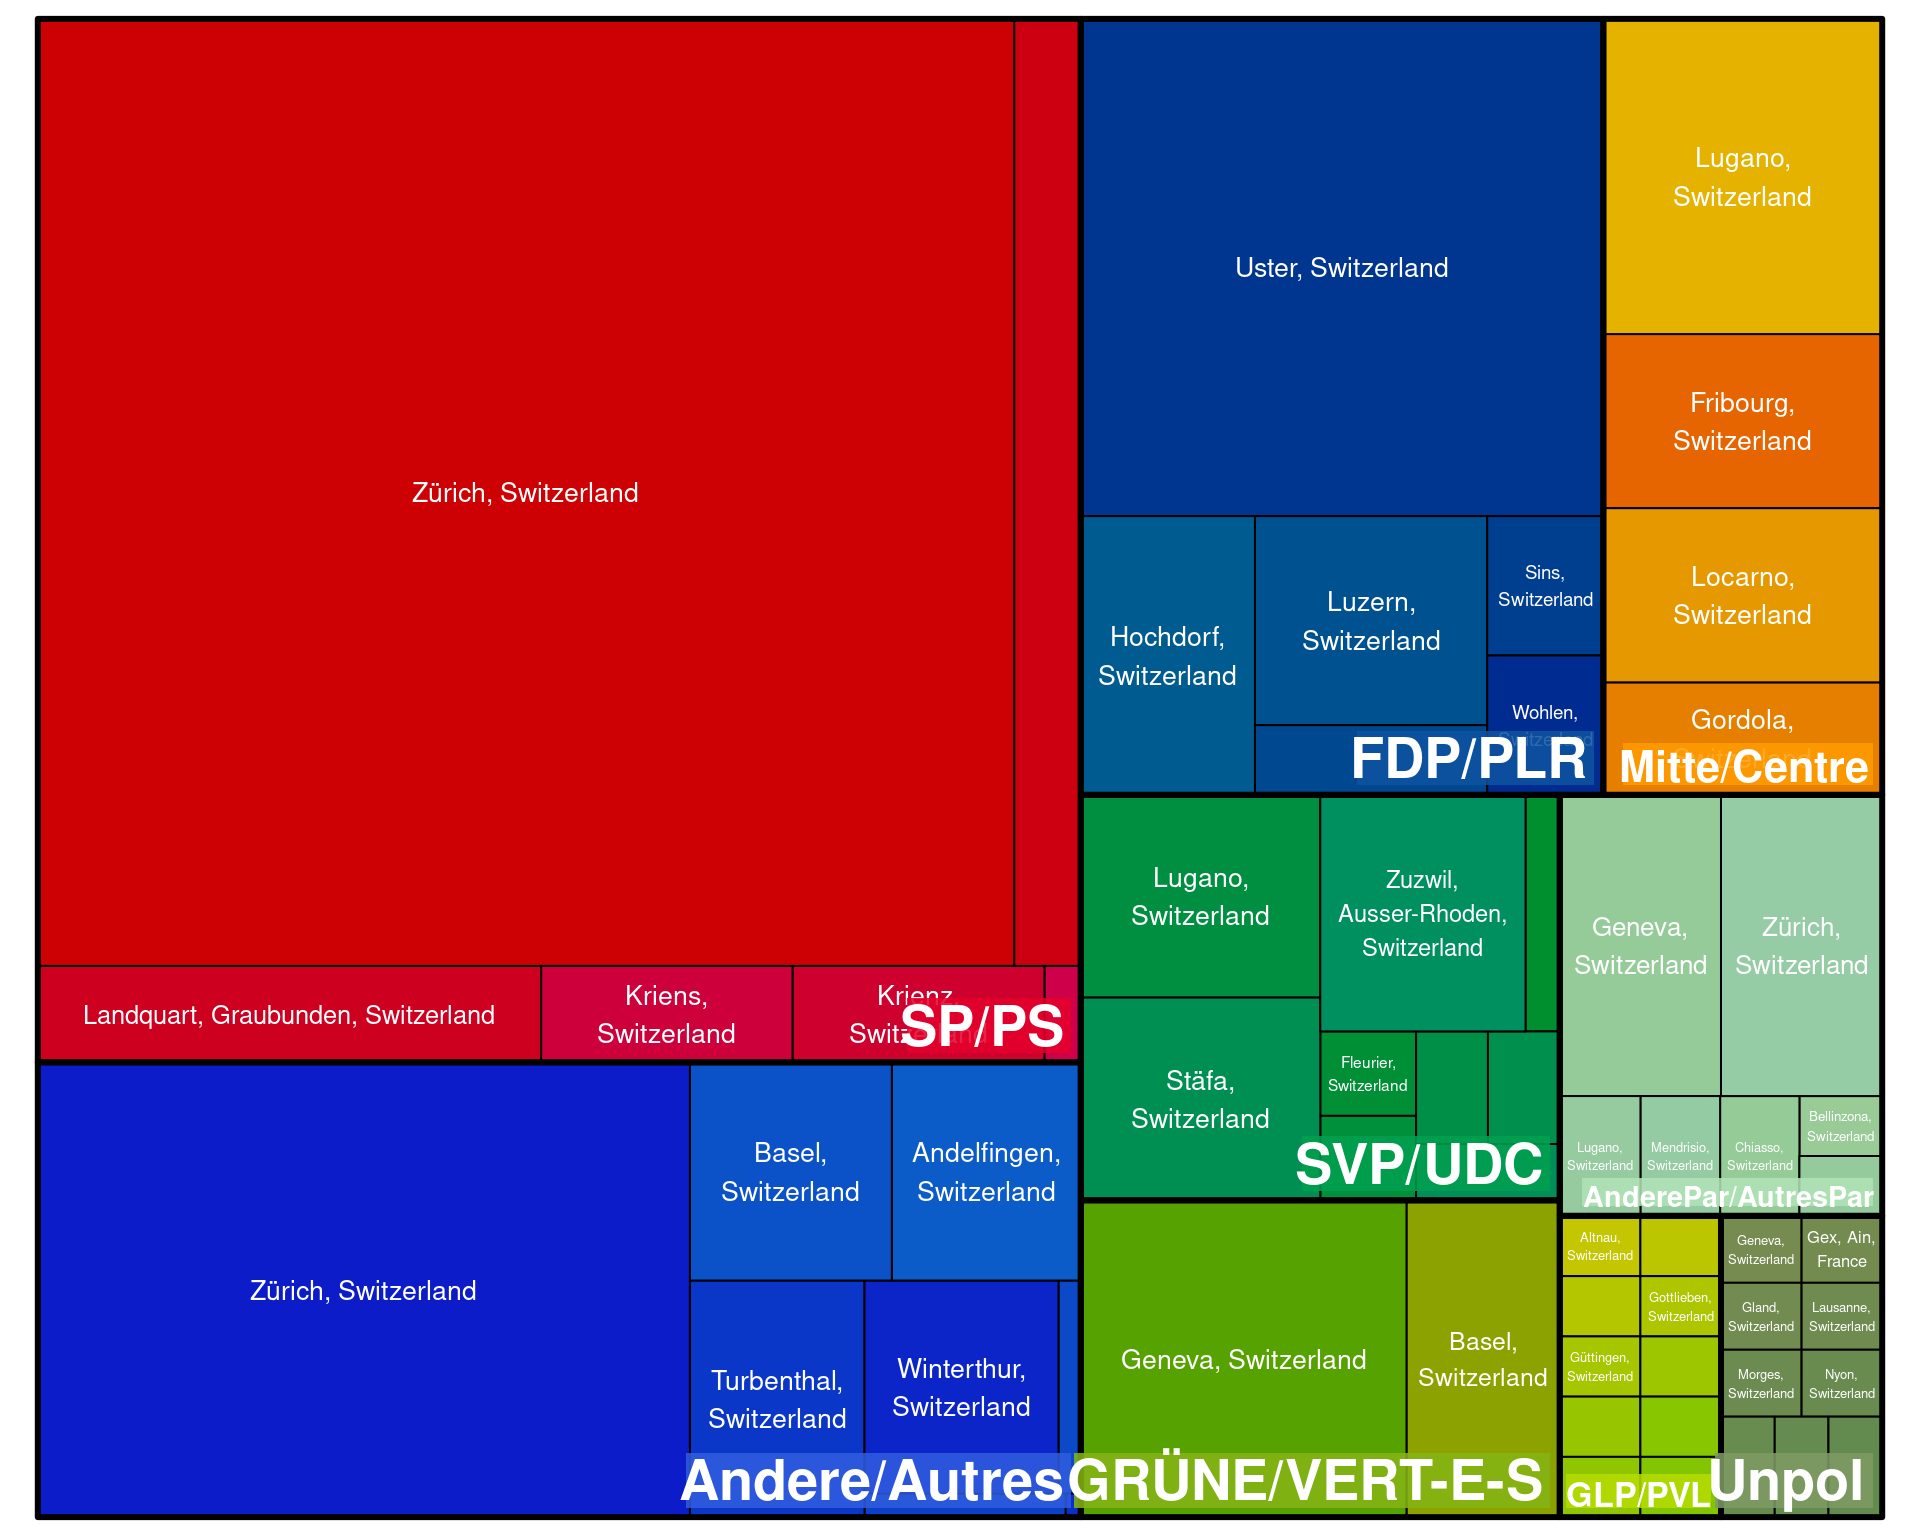 Zürich, Switzerland
Landquart, Graubunden, Switzerland
Kriens,
Switzerland
Krienz,
Switzerland
SP/PS
Uster, Switzerland
Hochdorf,
Switzerland
Luzern,
Switzerland
Sins,
Switzerland
Wohlen,
Switzerland
FDP/PLR
Lugano,
Switzerland
Fribourg,
Switzerland
Locarno,
Switzerland
Gordola,
Switzerland
Mitte/Centre
Zürich, Switzerland
Basel,
Switzerland
Andelfingen,
Switzerland
Turbenthal,
Switzerland
Winterthur,
Switzerland
Andere/Autres
Lugano,
Switzerland
Zuzwil,
Ausser-Rhoden,
Switzerland
Stäfa,
Switzerland
Fleurier,
Switzerland
SVP/UDC
Geneva, Switzerland
Basel,
Switzerland
GRÜNE/VERT-E-S
Geneva,
Switzerland
Zürich,
Switzerland
Lugano,
Switzerland
Mendrisio,
Switzerland
Chiasso,
Switzerland
Bellinzona,
Switzerland
AnderePar/AutresPar
Altnau,
Switzerland
Gottlieben,
Switzerland
Güttingen,
Switzerland
GLP/PVL
Geneva,
Switzerland
Gex, Ain,
France
Gland,
Switzerland
Lausanne,
Switzerland
Morges,
Switzerland
Nyon,
Switzerland
Unpol